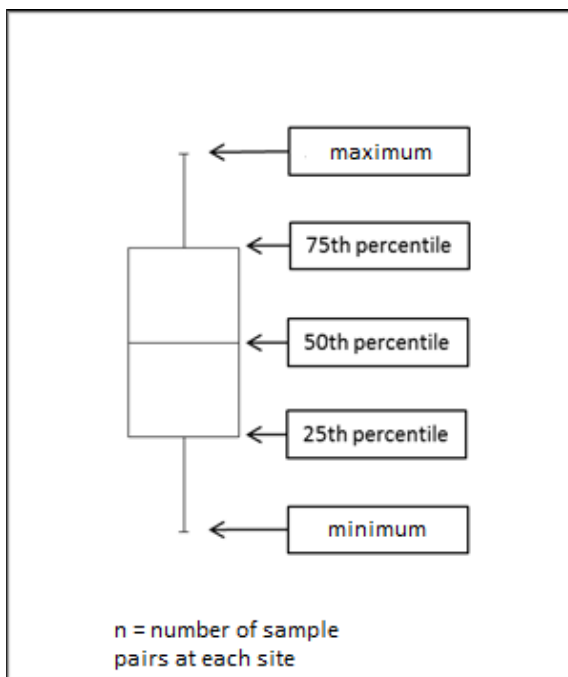 maximum
75th percentile
50th percentile
25th percentile
minimum
n = number of sample
pairs at each site